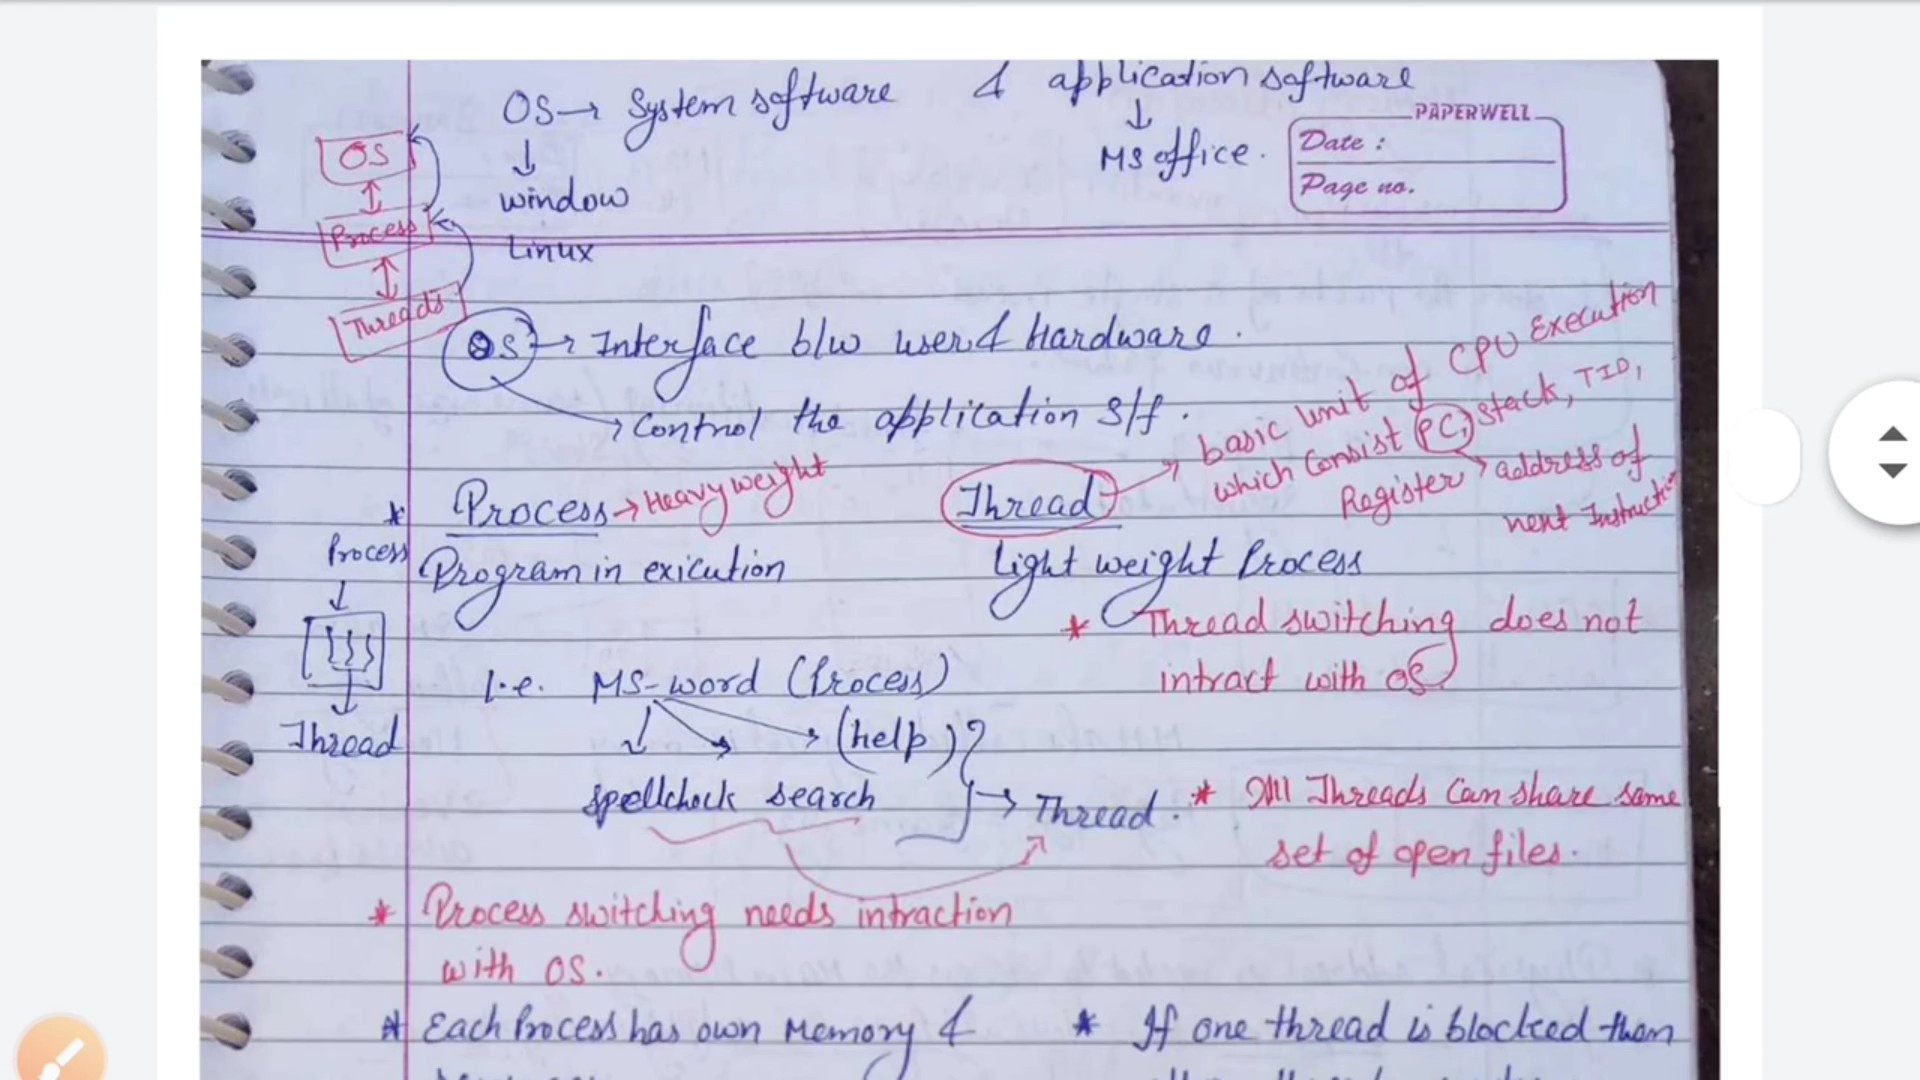 OS → System software & application software
↓
↓
PAPERWELL
Date :
Page no.
MS office.
window
Linux
OS
Process
Threads
OS → Interface b/w user & Hardware.
→ Control the application S/f.
* Process → Heavy weight
Thread → basic unit of CPU Execution
which Consist PC, Stack, TID,
Register → address of
next Instruction
Process
↓
Thread
Program in exicution
light weight Process
* Thread switching does not
intract with OS.
I.e. MS-word (Process)
(help)
spellchock search → Thread.
* All Threads Can share same
set of open files.
* Process switching needs intraction
with OS.
* Each Process has own Memory &
* If one thread is blocked then